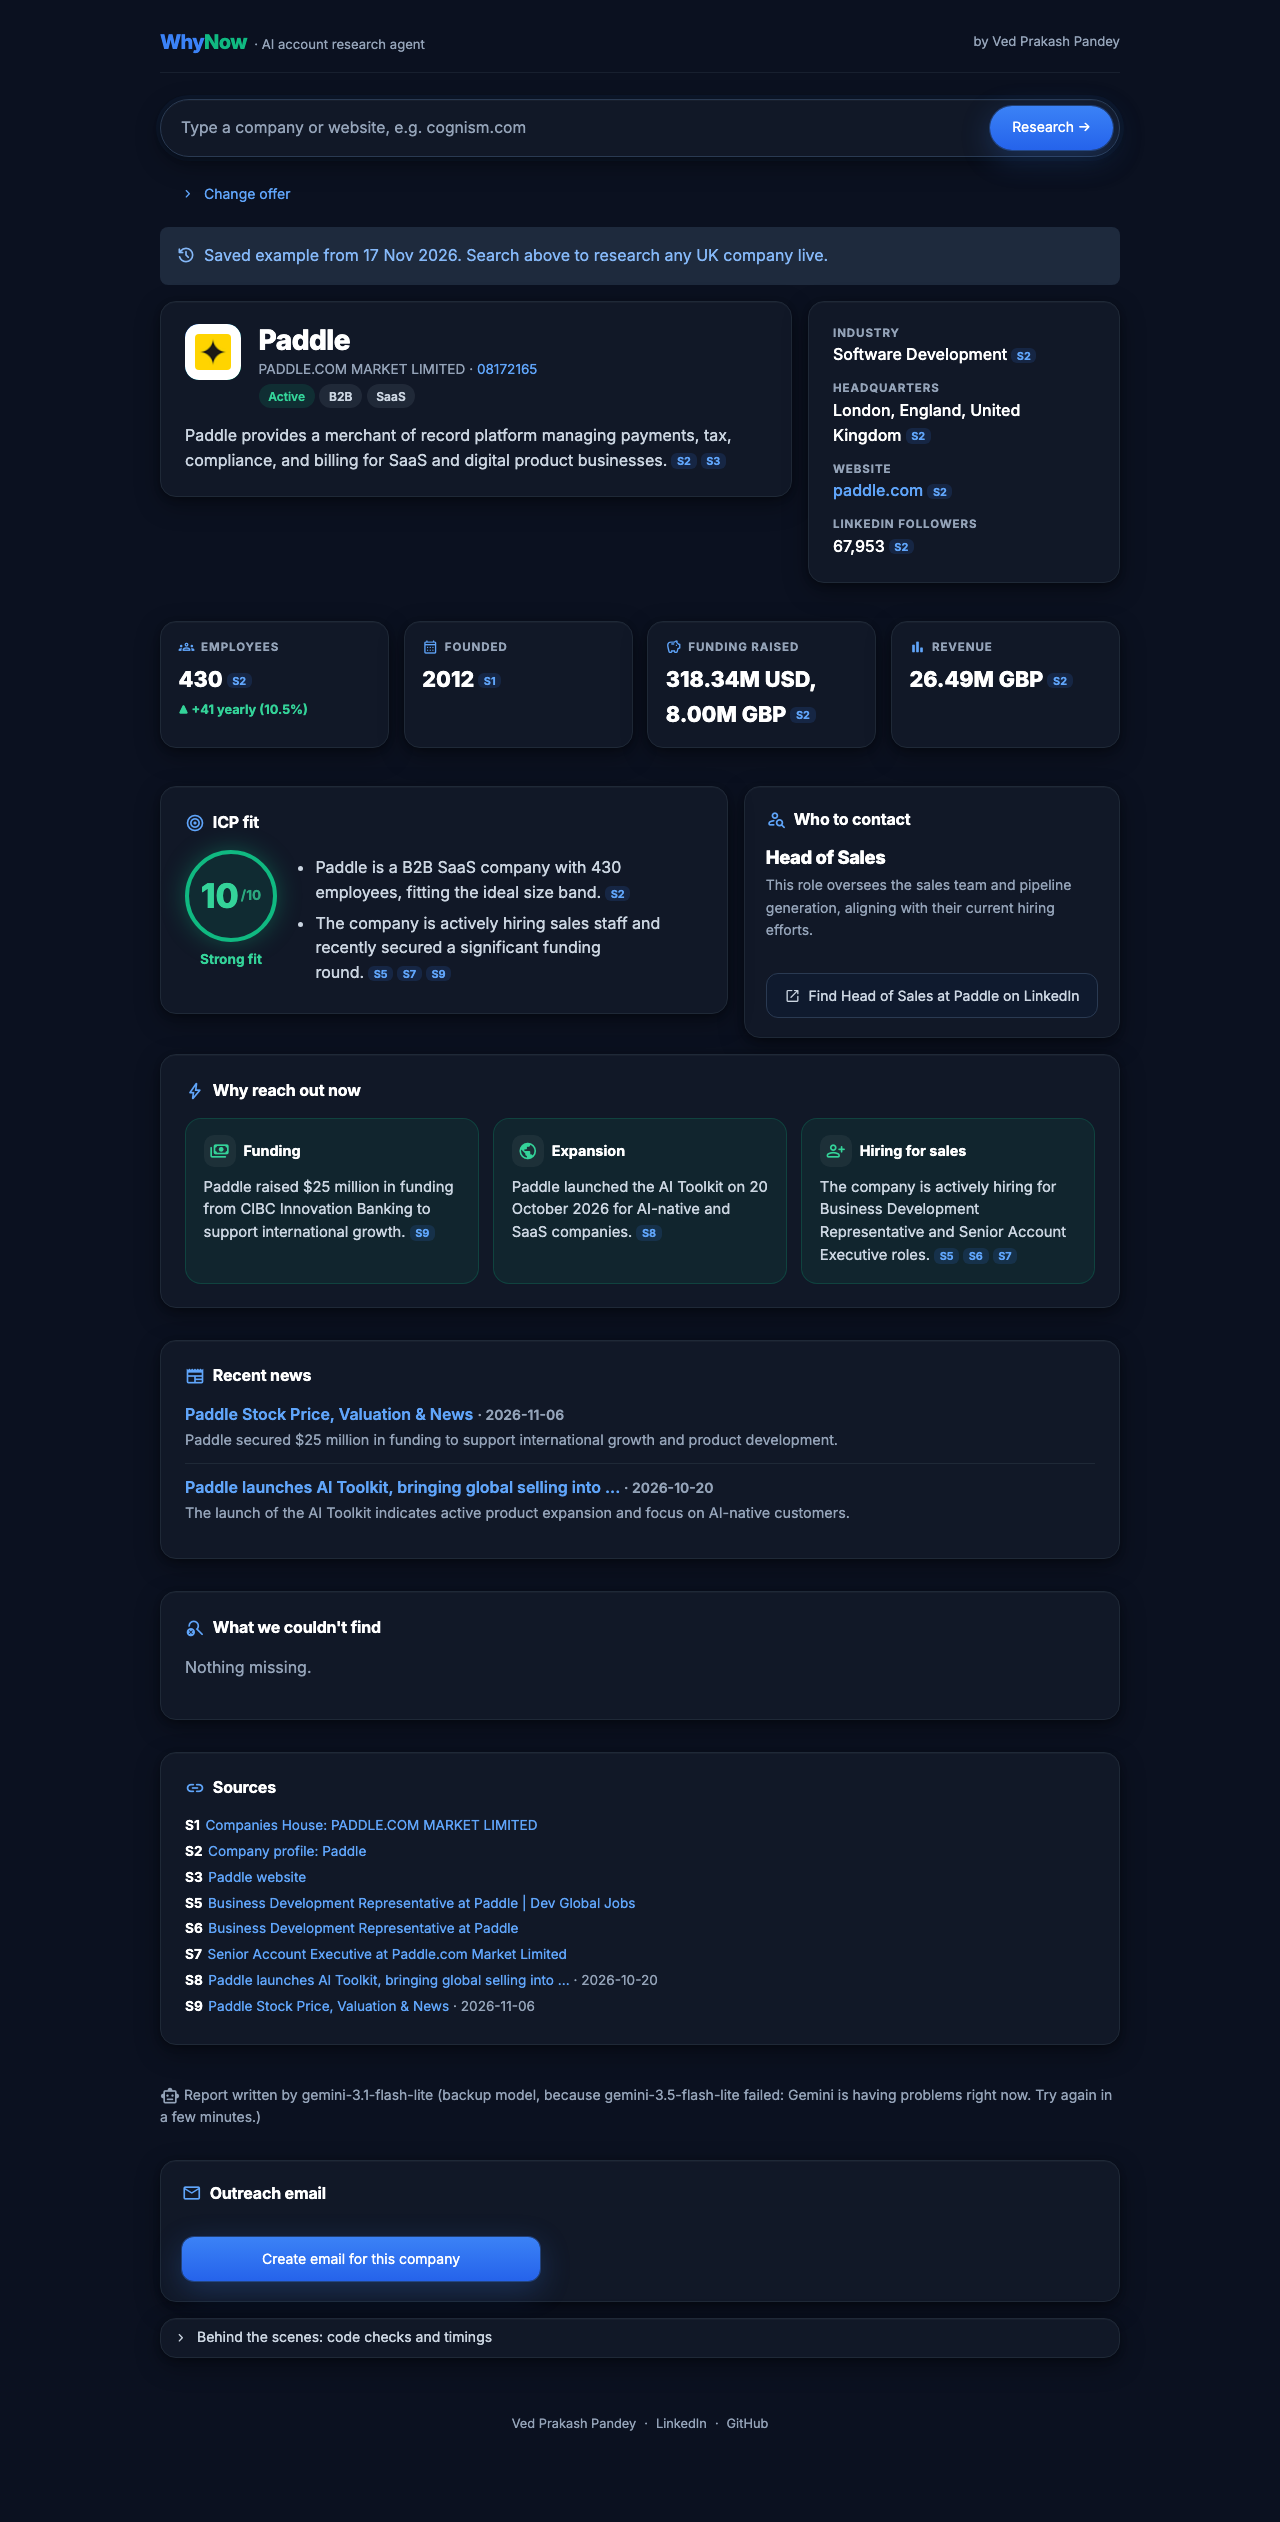 WhyNow · AI account research agent
by Ved Prakash Pandey
Type a company or website, e.g. cognism.com
Research →
Change offer
Saved example from 17 Nov 2026. Search above to research any UK company live.
Paddle
PADDLE.COM MARKET LIMITED · 08172165
Active B2B SaaS
Paddle provides a merchant of record platform managing payments, tax,
compliance, and billing for SaaS and digital product businesses. S2 S3
INDUSTRY
Software Development S2
HEADQUARTERS
London, England, United
Kingdom S2
WEBSITE
paddle.com S2
LINKEDIN FOLLOWERS
67,953 S2
EMPLOYEES
430 S2
▲ +41 yearly (10.5%)
FOUNDED
2012 S1
FUNDING RAISED
318.34M USD,
8.00M GBP S2
REVENUE
26.49M GBP S2
ICP fit
10/10
Strong fit
• Paddle is a B2B SaaS company with 430
employees, fitting the ideal size band. S2
• The company is actively hiring sales staff and
recently secured a significant funding
round. S5 S7 S9
Who to contact
Head of Sales
This role oversees the sales team and pipeline
generation, aligning with their current hiring
efforts.
Find Head of Sales at Paddle on LinkedIn
Why reach out now
Funding
Paddle raised $25 million in funding
from CIBC Innovation Banking to
support international growth. S9
Expansion
Paddle launched the AI Toolkit on 20
October 2026 for AI-native and
SaaS companies. S8
Hiring for sales
The company is actively hiring for
Business Development
Representative and Senior Account
Executive roles. S5 S6 S7
Recent news
Paddle Stock Price, Valuation & News · 2026-11-06
Paddle secured $25 million in funding to support international growth and product development.
Paddle launches AI Toolkit, bringing global selling into ... · 2026-10-20
The launch of the AI Toolkit indicates active product expansion and focus on AI-native customers.
What we couldn't find
Nothing missing.
Sources
S1 Companies House: PADDLE.COM MARKET LIMITED
S2 Company profile: Paddle
S3 Paddle website
S5 Business Development Representative at Paddle | Dev Global Jobs
S6 Business Development Representative at Paddle
S7 Senior Account Executive at Paddle.com Market Limited
S8 Paddle launches AI Toolkit, bringing global selling into ... · 2026-10-20
S9 Paddle Stock Price, Valuation & News · 2026-11-06
Report written by gemini-3.1-flash-lite (backup model, because gemini-3.5-flash-lite failed: Gemini is having problems right now. Try again in
a few minutes.)
Outreach email
Create email for this company
Behind the scenes: code checks and timings
Ved Prakash Pandey · LinkedIn · GitHub